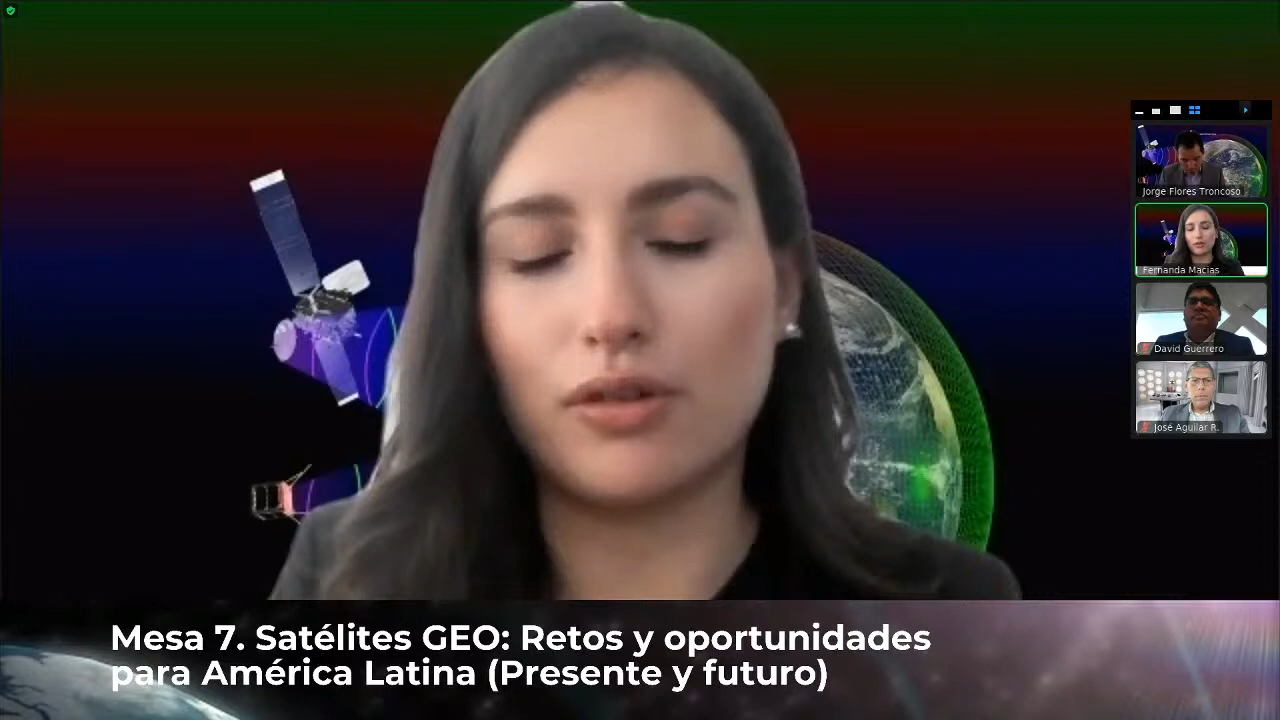 Jorge Flores Troncoso
Fernanda Macias
David Guerrero
José Aguilar R.
Mesa 7. Satélites GEO: Retos y oportunidades
para América Latina (Presente y futuro)